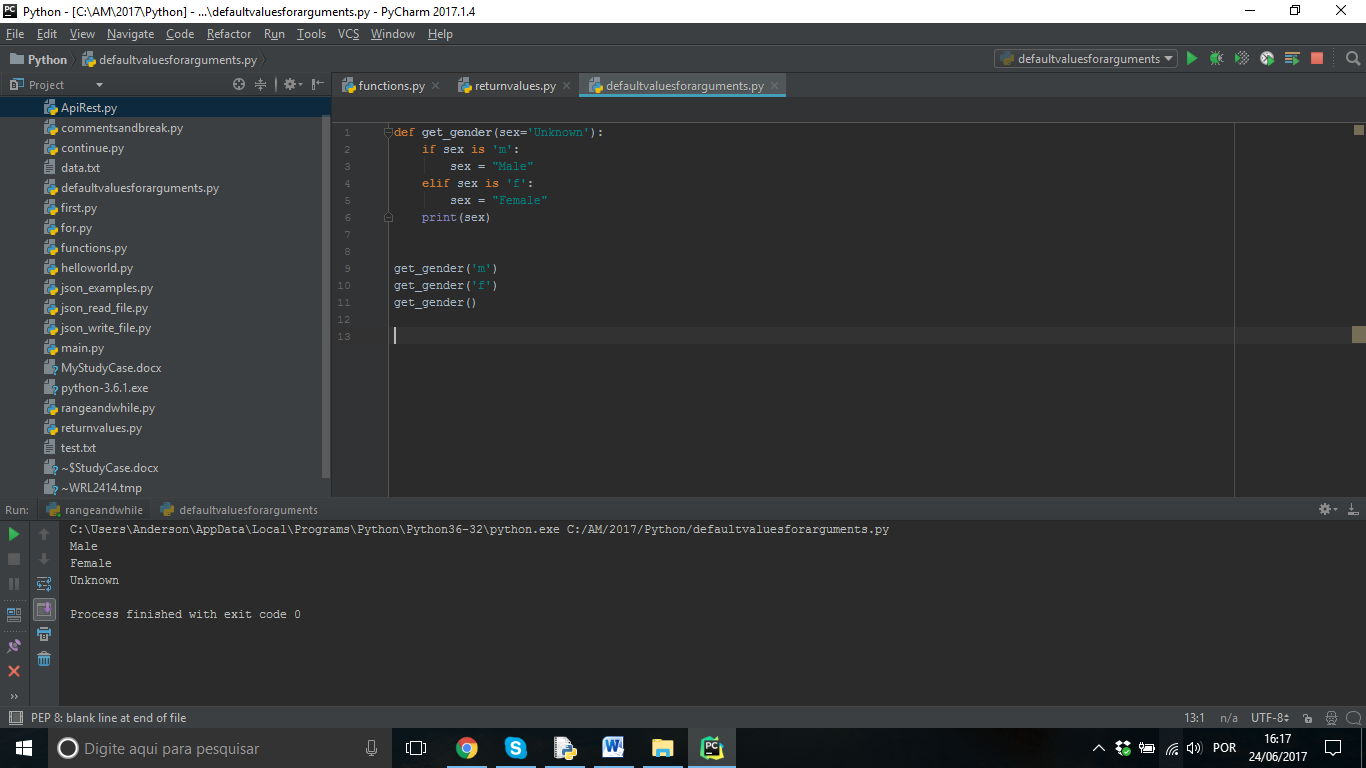 Python - [C:\AM\2017\Python] - ...\defaultvaluesforarguments.py - PyCharm 2017.1.4
File Edit View Navigate Code Refactor Run Tools VCS Window Help
Python defaultvaluesforarguments.py
defaultvaluesforarguments
Project
functions.py returnvalues.py defaultvaluesforarguments.py
ApiRest.py
commentsandbreak.py
continue.py
data.txt
defaultvaluesforarguments.py
first.py
for.py
functions.py
helloworld.py
json_examples.py
json_read_file.py
json_write_file.py
main.py
MyStudyCase.docx
python-3.6.1.exe
rangeandwhile.py
returnvalues.py
test.txt
~$StudyCase.docx
~WRL2414.tmp
1 def get_gender(sex='Unknown'):
2 if sex is 'm':
3 sex = "Male"
4 elif sex is 'f':
5 sex = "Female"
6 print(sex)
7
8
9 get_gender('m')
10 get_gender('f')
11 get_gender()
12
13
Run: rangeandwhile defaultvaluesforarguments
C:\Users\Anderson\AppData\Local\Programs\Python\Python36-32\python.exe C:/AM/2017/Python/defaultvaluesforarguments.py
Male
Female
Unknown
Process finished with exit code 0
PEP 8: blank line at end of file
13:1 n/a UTF-8
Digite aqui para pesquisar
POR
16:17
24/06/2017